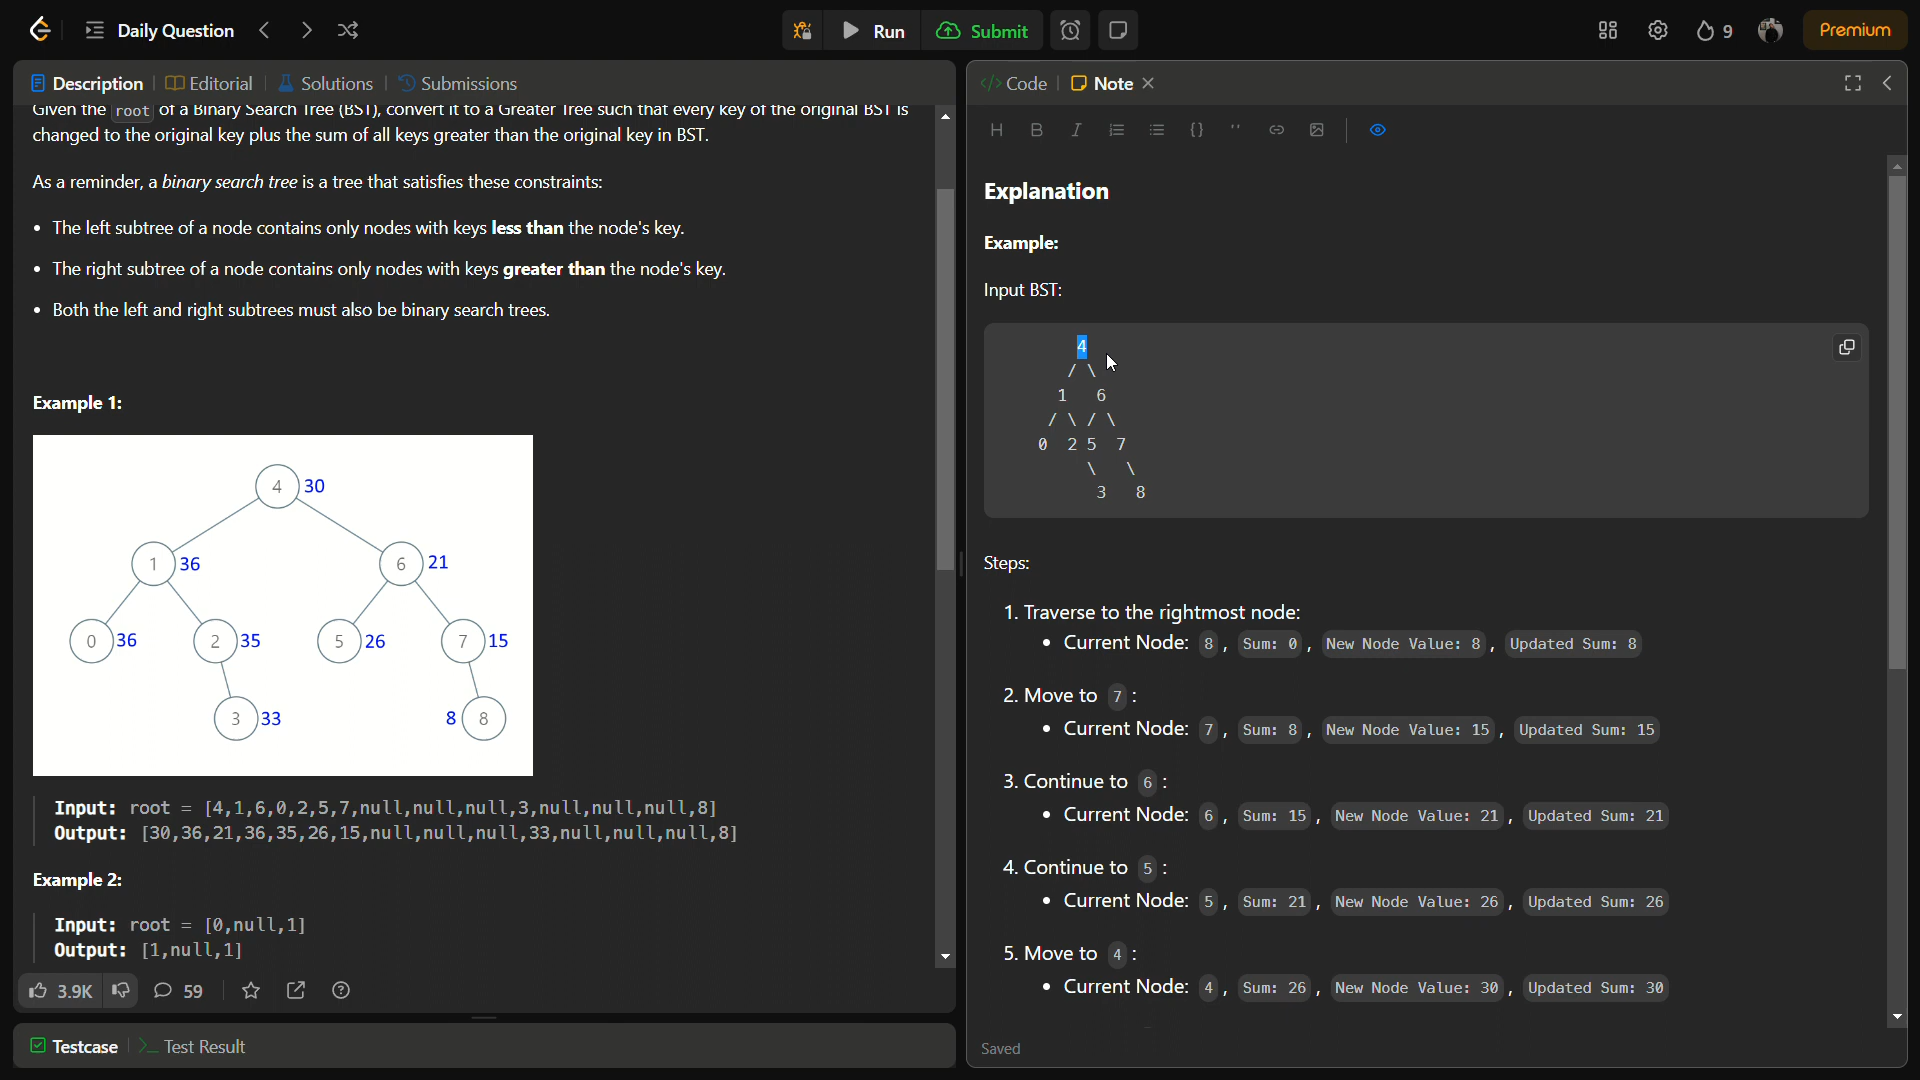 Daily Question
Run
Submit
9
Premium
Description
Editorial
Solutions
Submissions
Given the root of a Binary Search Tree (BST), convert it to a Greater Tree such that every key of the original BST is
changed to the original key plus the sum of all keys greater than the original key in BST.
As a reminder, a binary search tree is a tree that satisfies these constraints:
• The left subtree of a node contains only nodes with keys less than the node's key.
• The right subtree of a node contains only nodes with keys greater than the node's key.
• Both the left and right subtrees must also be binary search trees.
Example 1:
4 30
1 36 6 21
0 36 2 35 5 26 7 15
3 33 8 8
Input: root = [4,1,6,0,2,5,7,null,null,null,3,null,null,null,8]
Output: [30,36,21,36,35,26,15,null,null,null,33,null,null,null,8]
Example 2:
Input: root = [0,null,1]
Output: [1,null,1]
3.9K
59
Testcase
Test Result
</> Code
Note
H B I {} ''
Explanation
Example:
Input BST:
4
/ \
1 6
/ \ / \
0 2 5 7
\ \
3 8
Steps:
1. Traverse to the rightmost node:
• Current Node: 8 , Sum: 0 , New Node Value: 8 , Updated Sum: 8
2. Move to 7 :
• Current Node: 7 , Sum: 8 , New Node Value: 15 , Updated Sum: 15
3. Continue to 6 :
• Current Node: 6 , Sum: 15 , New Node Value: 21 , Updated Sum: 21
4. Continue to 5 :
• Current Node: 5 , Sum: 21 , New Node Value: 26 , Updated Sum: 26
5. Move to 4 :
• Current Node: 4 , Sum: 26 , New Node Value: 30 , Updated Sum: 30
Saved